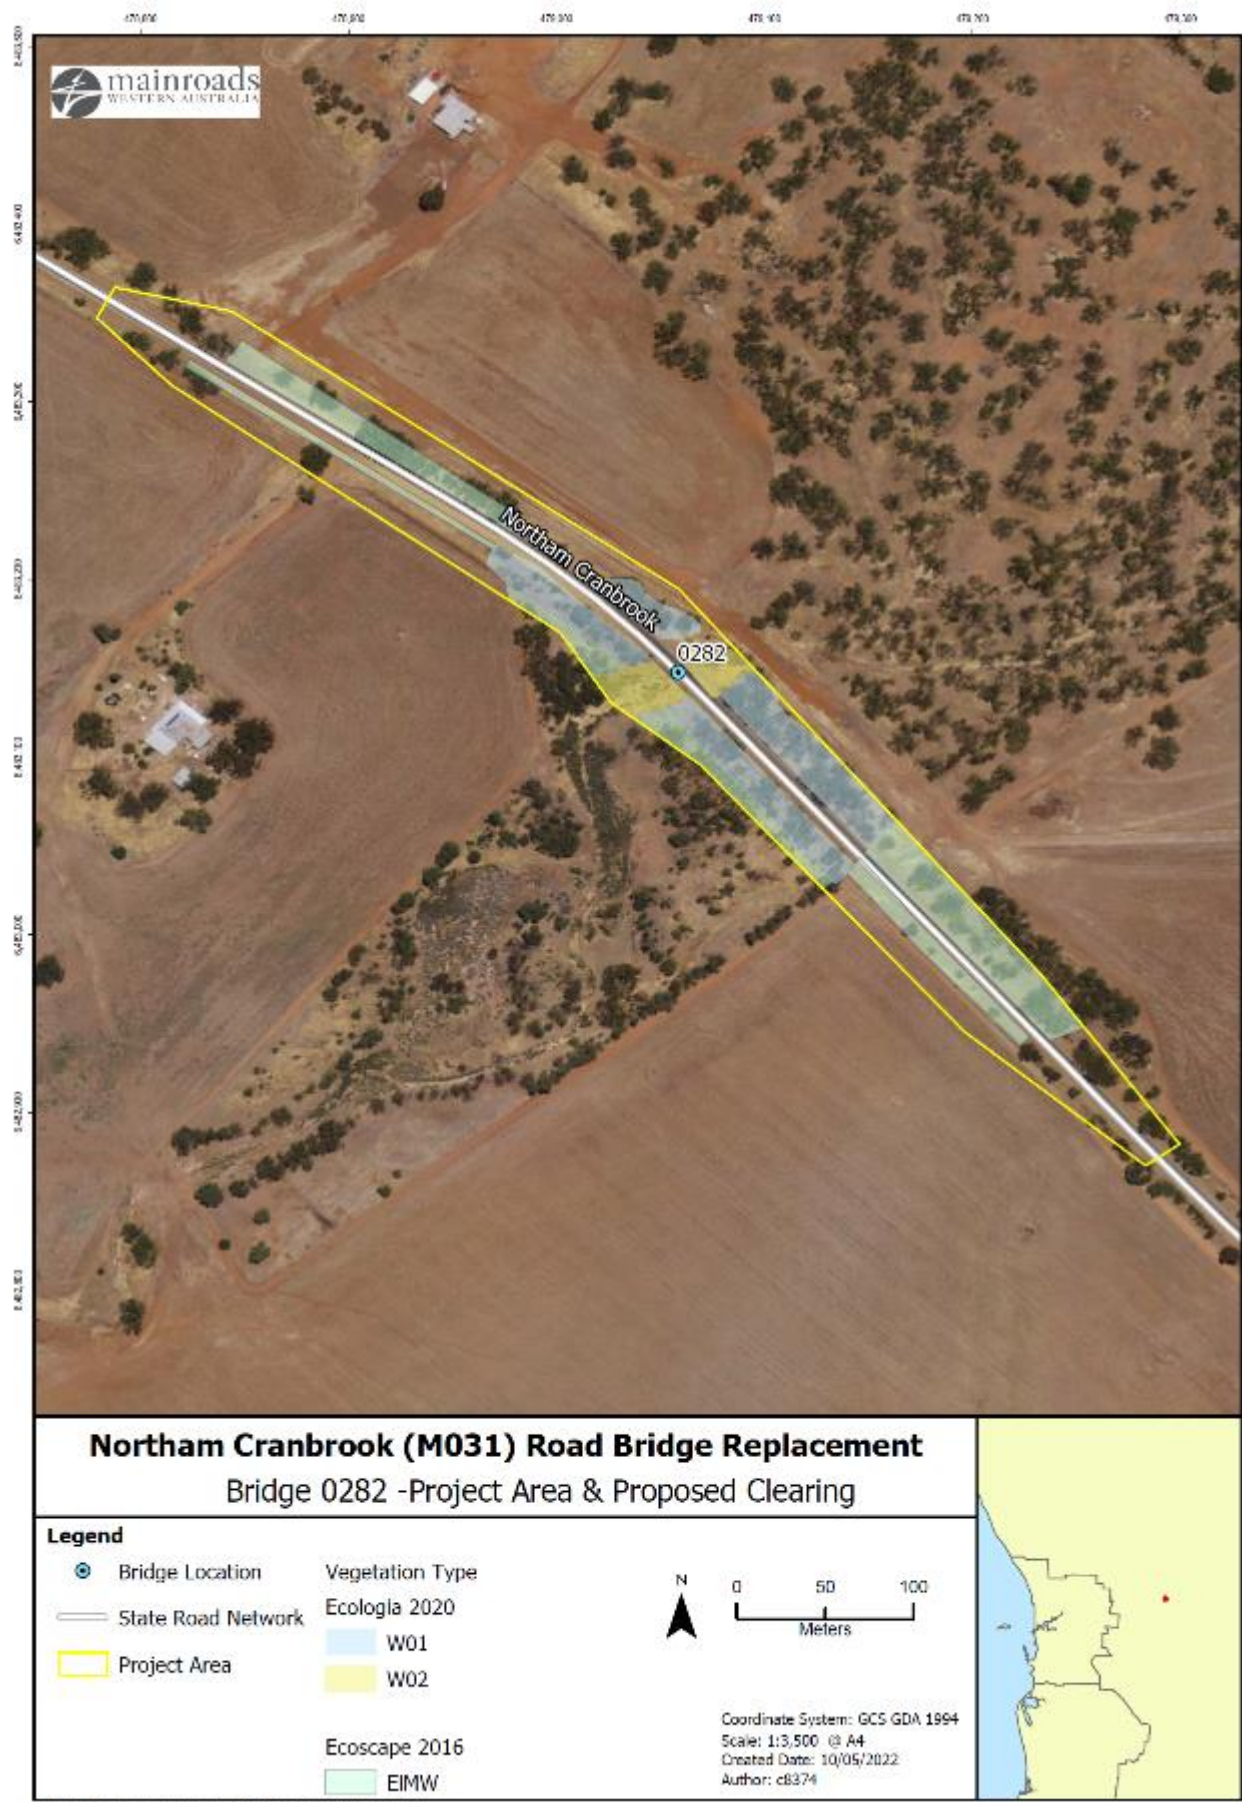 mainroads
WESTERN AUSTRALIA
Northam Cranbrook
0282
Northam Cranbrook (M031) Road Bridge Replacement
Bridge 0282 -Project Area & Proposed Clearing
Legend
Bridge Location
State Road Network
Project Area
Vegetation Type
Ecologia 2020
W01
W02
Ecoscape 2016
EIMW
N
0 50 100
Meters
Coordinate System: GCS GDA 1994
Scale: 1:3,500 @ A4
Created Date: 10/05/2022
Author: c8374